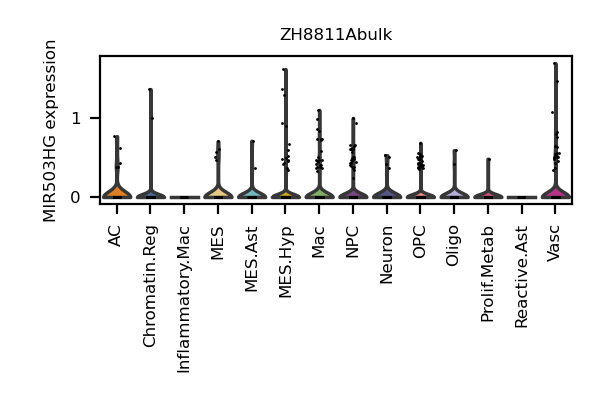 ZH8811Abulk
MIR503HG expression
1
0
AC
Chromatin.Reg
Inflammatory.Mac
MES
MES.Ast
MES.Hyp
Mac
NPC
Neuron
OPC
Oligo
Prolif.Metab
Reactive.Ast
Vasc